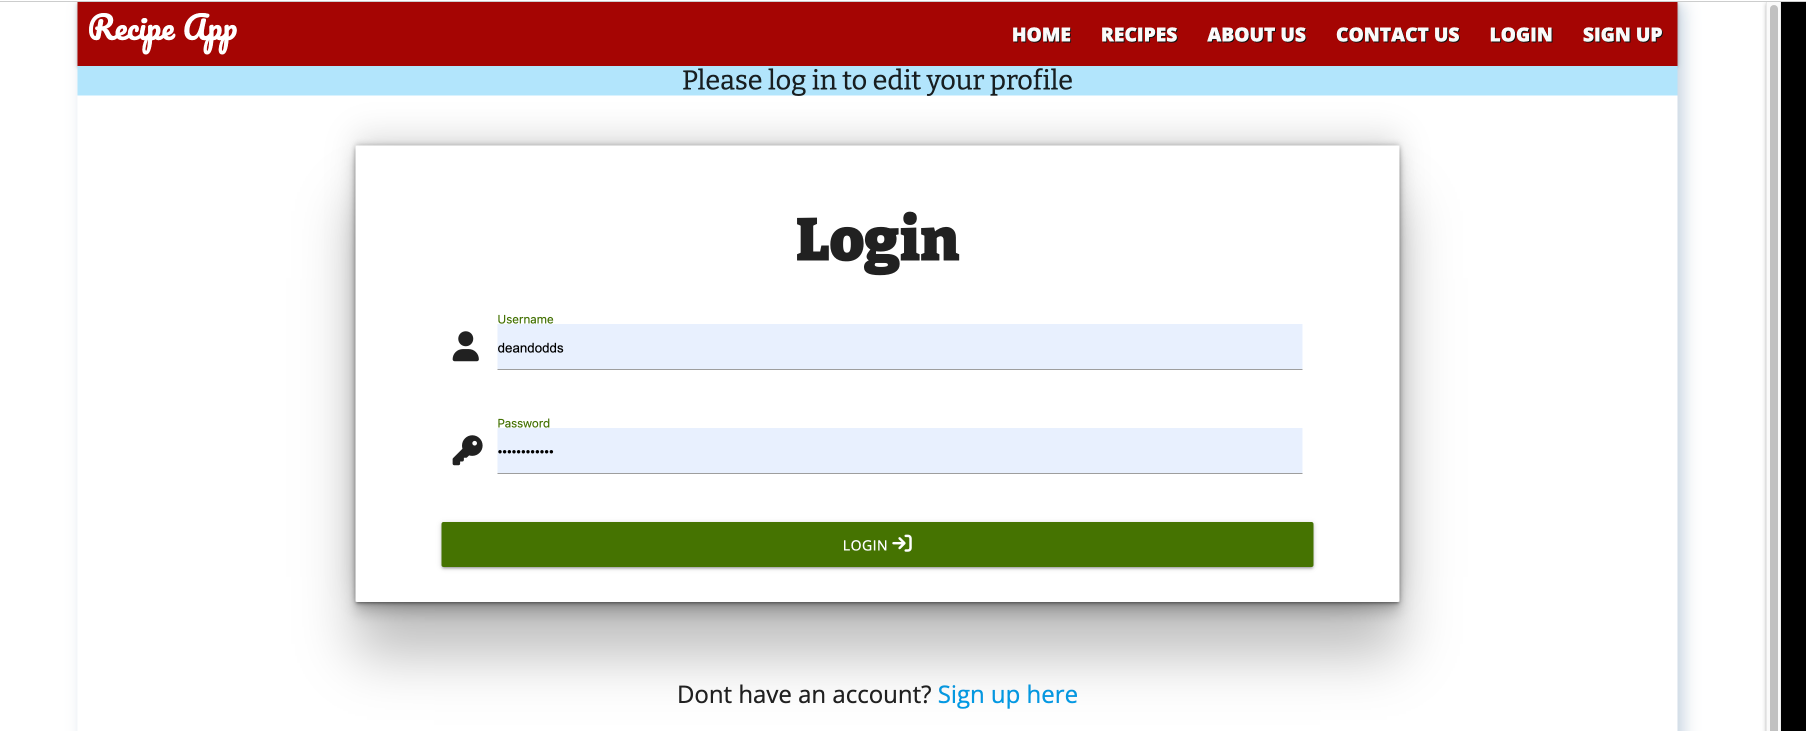 Recipe App
HOME RECIPES ABOUT US CONTACT US LOGIN SIGN UP
Please log in to edit your profile
Login
Username
deandodds
Password
••••••••••••
LOGIN
Dont have an account? Sign up here